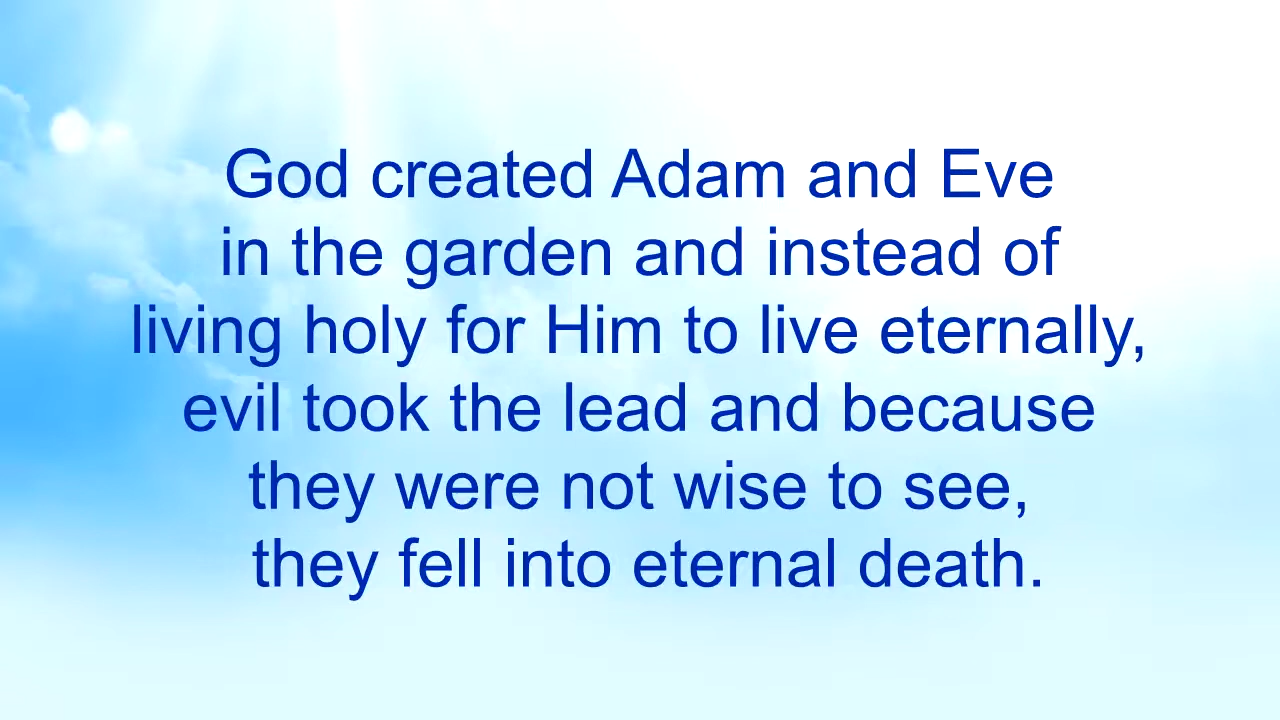 God created Adam and Eve
in the garden and instead of
living holy for Him to live eternally,
evil took the lead and because
they were not wise to see,
they fell into eternal death.